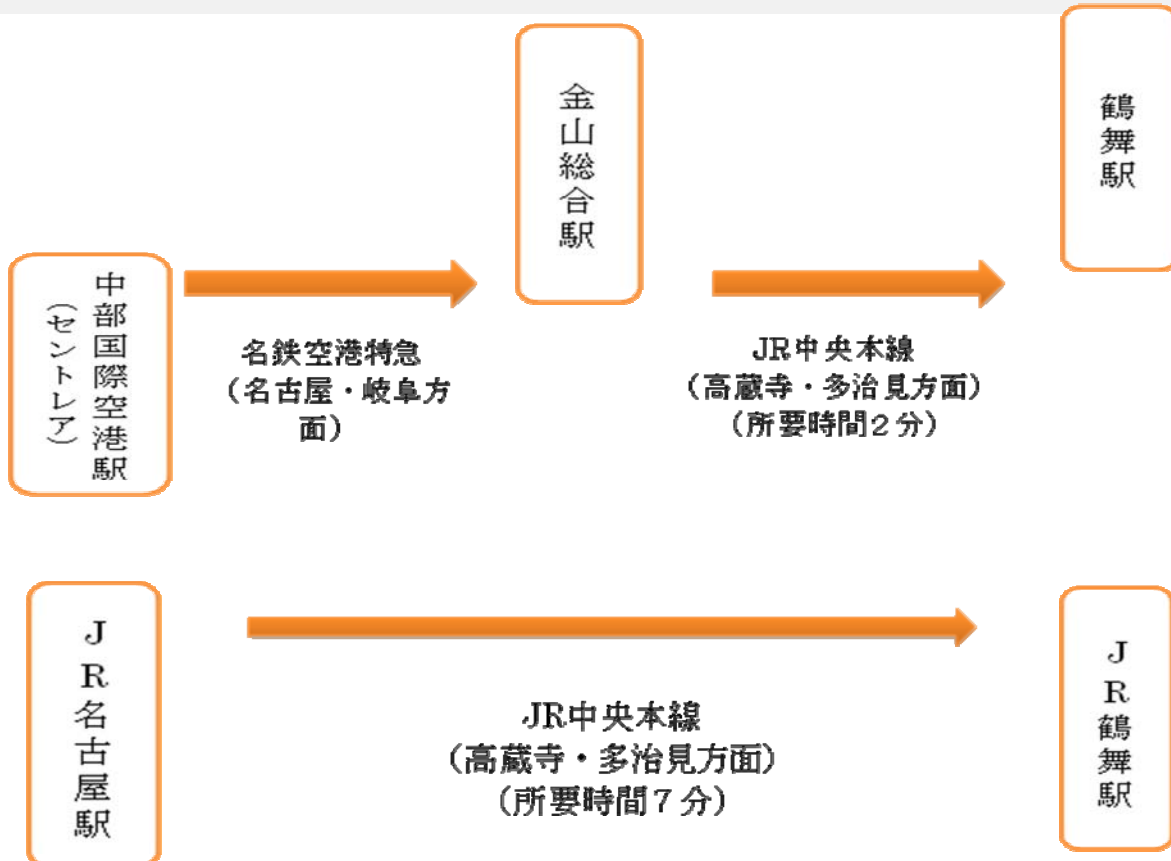 中部国際空港駅
（セントレア）
名鉄空港特急
（名古屋・岐阜方
面）
金山総合駅
JR中央本線
（高蔵寺・多治見方面）
（所要時間２分）
鶴舞駅
ＪＲ名古屋駅
JR中央本線
（高蔵寺・多治見方面）
（所要時間７分）
ＪＲ鶴舞駅